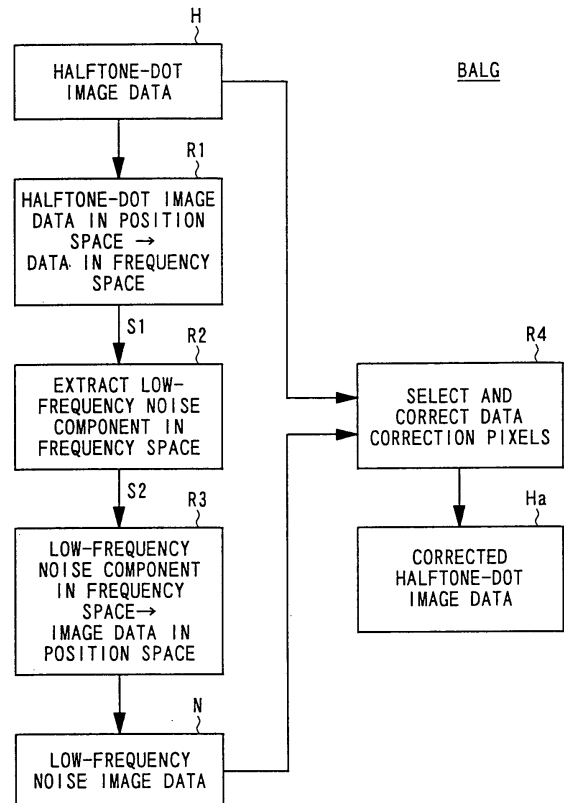 H
HALFTONE-DOT
IMAGE DATA
BALG
R1
HALFTONE-DOT IMAGE
DATA IN POSITION
SPACE →
DATA IN FREQUENCY
SPACE
S1
R2
EXTRACT LOW-
FREQUENCY NOISE
COMPONENT IN
FREQUENCY SPACE
S2
R3
LOW-FREQUENCY
NOISE COMPONENT
IN FREQUENCY
SPACE→
IMAGE DATA IN
POSITION SPACE
N
LOW-FREQUENCY
NOISE IMAGE DATA
R4
SELECT AND
CORRECT DATA
CORRECTION PIXELS
Ha
CORRECTED
HALFTONE-DOT
IMAGE DATA